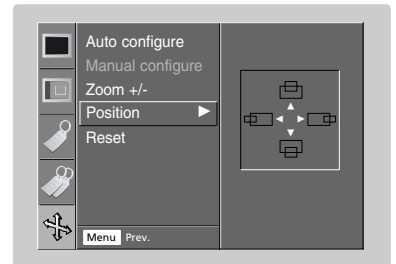 Auto configure
Manual configure
Zoom +/-
Position
Reset
Menu Prev.